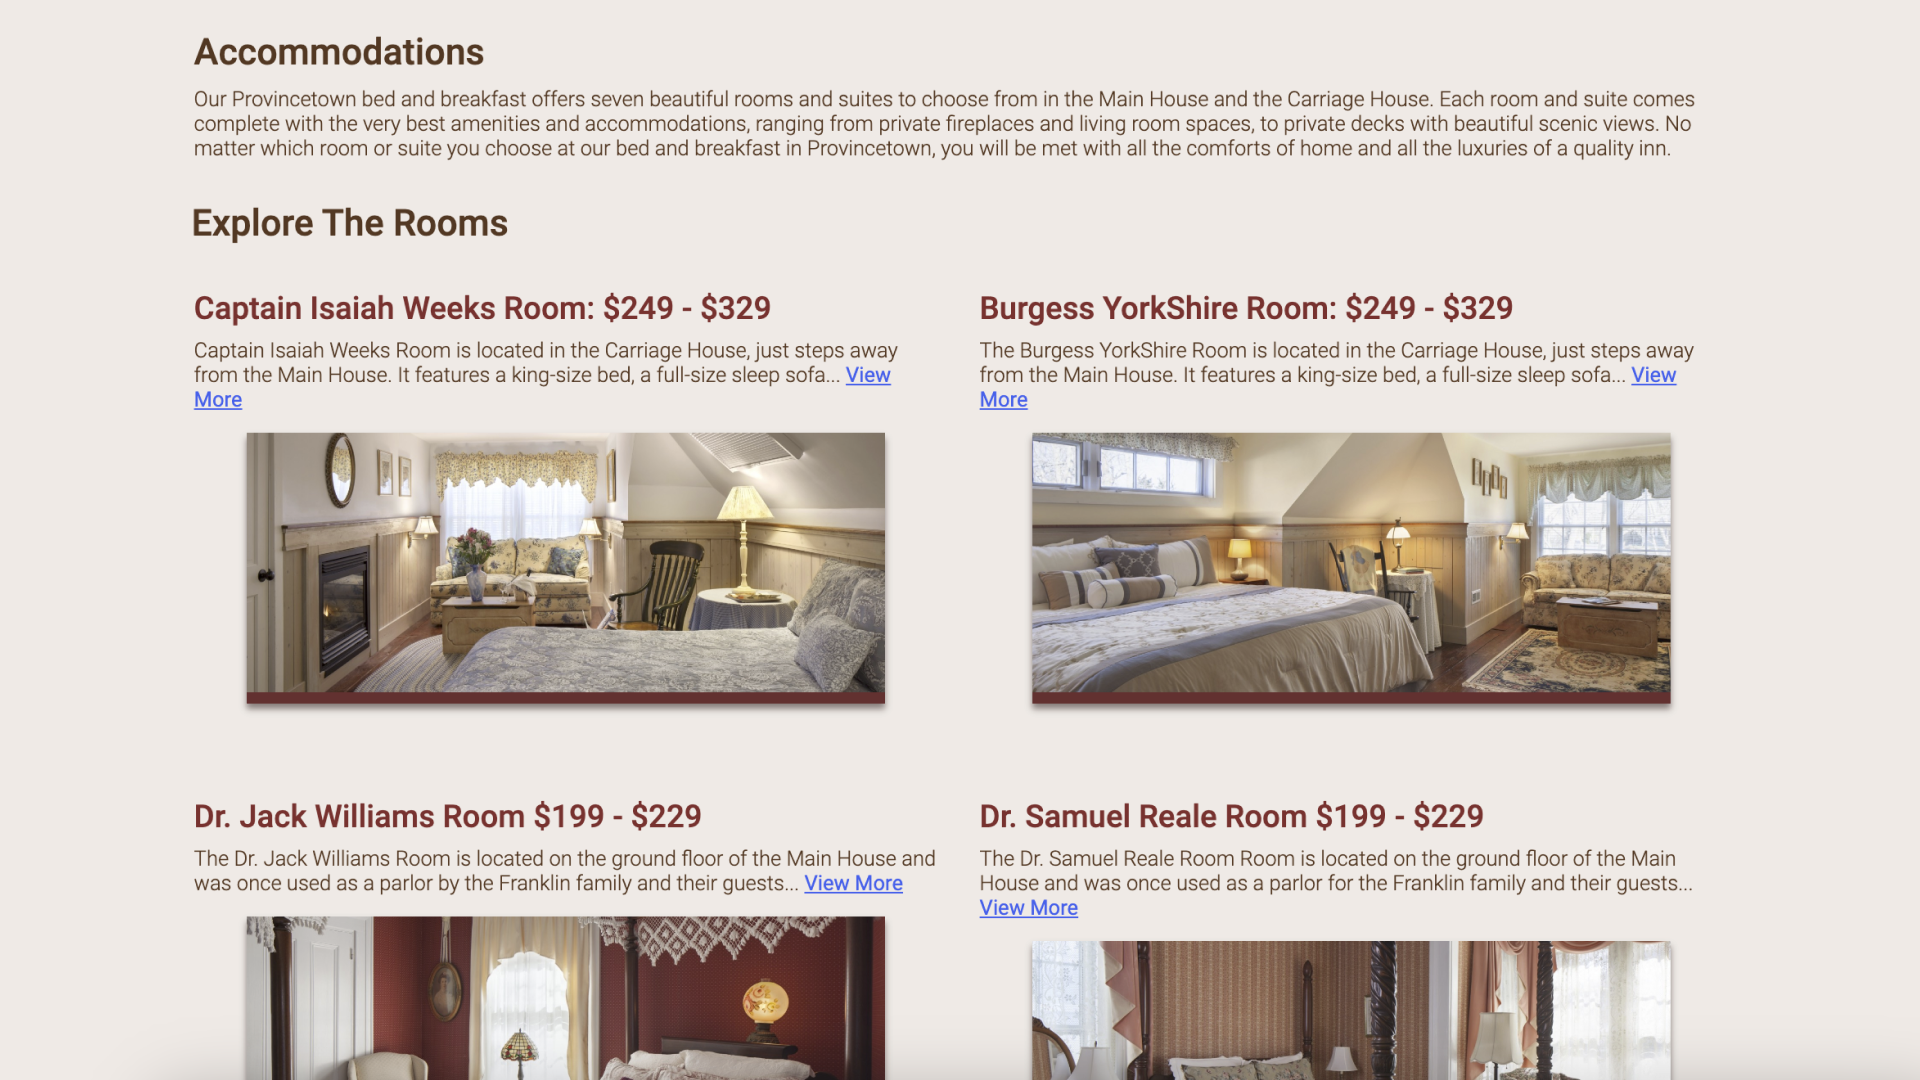 Accommodations
Our Provincetown bed and breakfast offers seven beautiful rooms and suites to choose from in the Main House and the Carriage House. Each room and suite comes
complete with the very best amenities and accommodations, ranging from private fireplaces and living room spaces, to private decks with beautiful scenic views. No
matter which room or suite you choose at our bed and breakfast in Provincetown, you will be met with all the comforts of home and all the luxuries of a quality inn.
Explore The Rooms
Captain Isaiah Weeks Room: $249 - $329
Captain Isaiah Weeks Room is located in the Carriage House, just steps away
from the Main House. It features a king-size bed, a full-size sleep sofa... View
More
Burgess YorkShire Room: $249 - $329
The Burgess YorkShire Room is located in the Carriage House, just steps away
from the Main House. It features a king-size bed, a full-size sleep sofa... View
More
Dr. Jack Williams Room $199 - $229
The Dr. Jack Williams Room is located on the ground floor of the Main House and
was once used as a parlor by the Franklin family and their guests... View More
Dr. Samuel Reale Room $199 - $229
The Dr. Samuel Reale Room Room is located on the ground floor of the Main
House and was once used as a parlor for the Franklin family and their guests...
View More